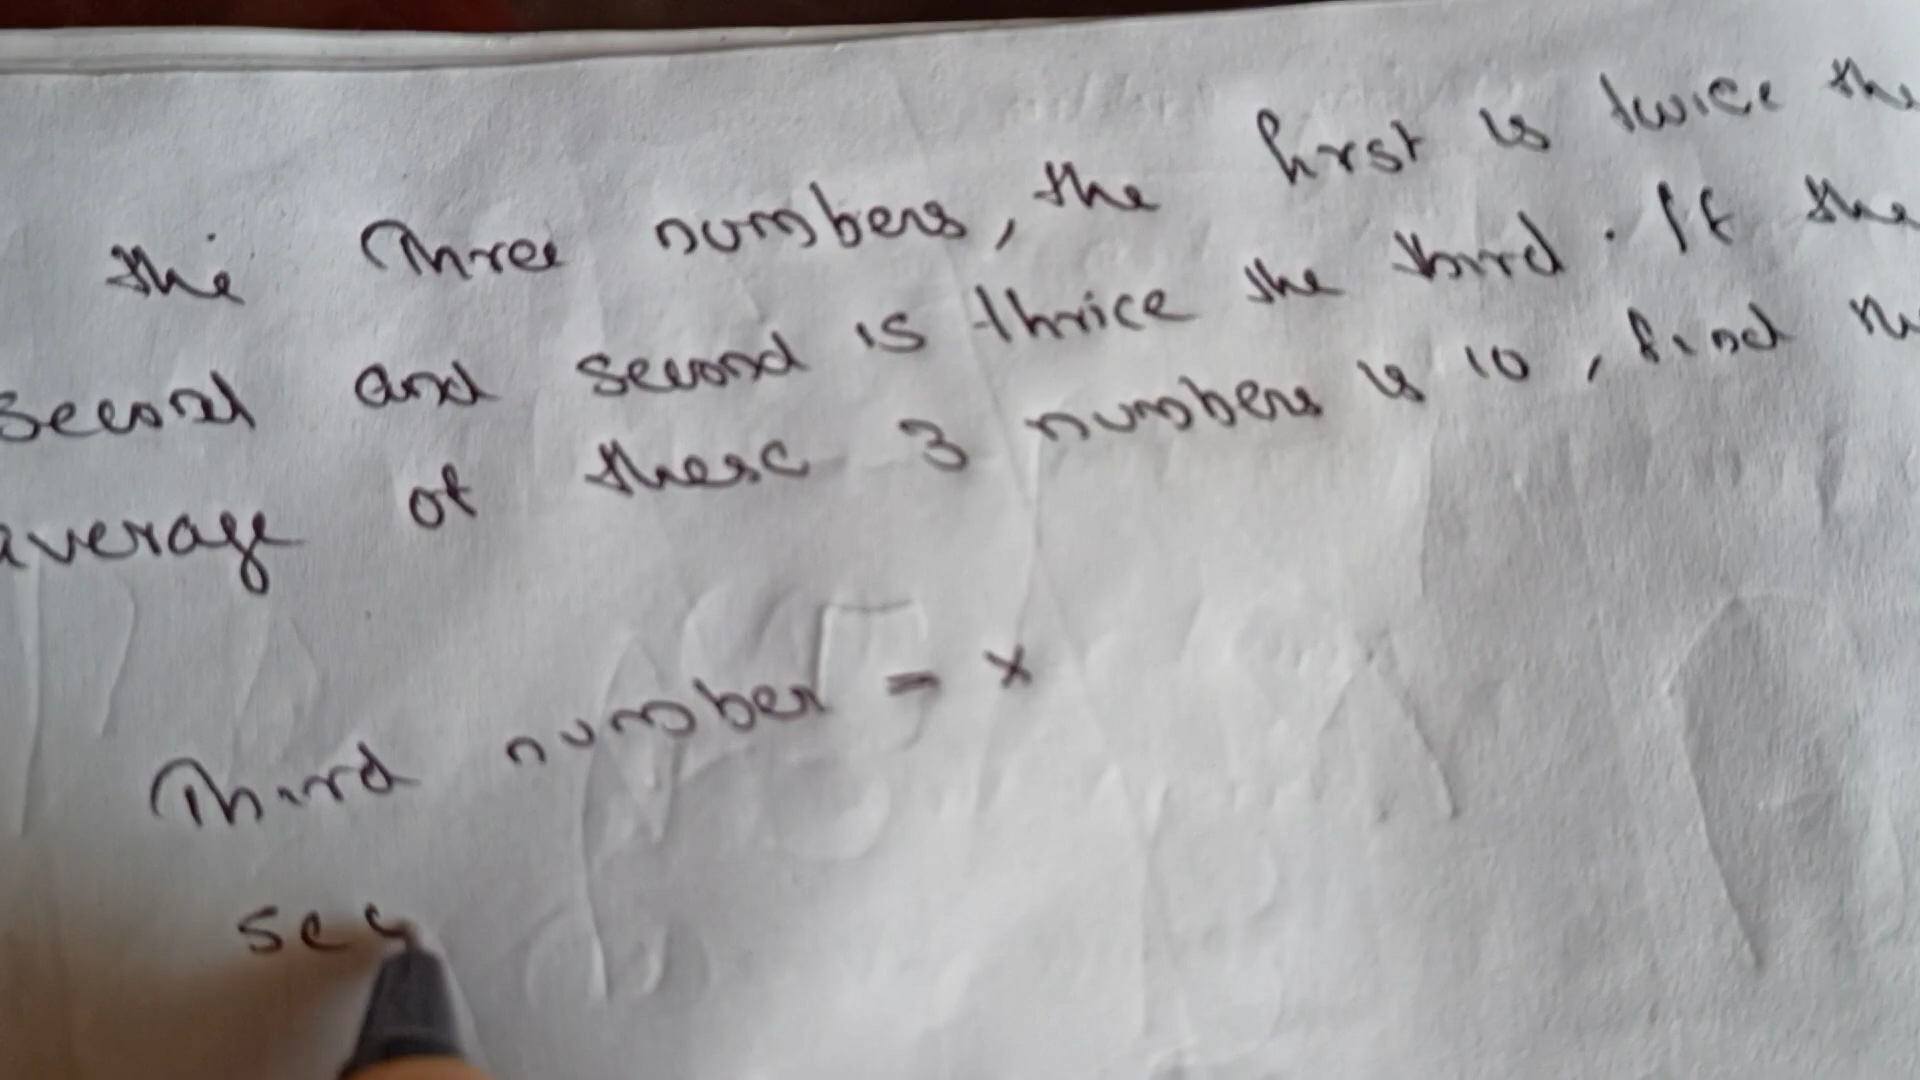 the Three numbers, the first is twice the
second and second is thrice the third. If the
average of these 3 numbers is 10, find
Third number = x
sec